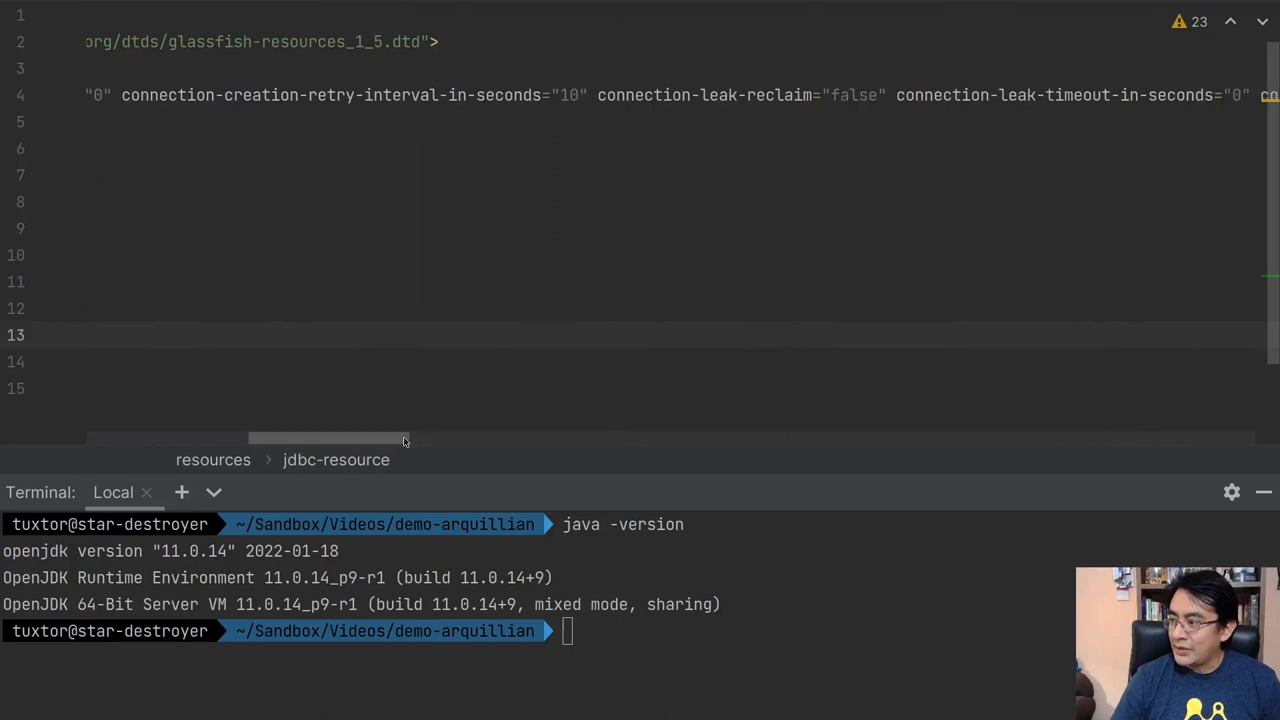 23
1
2 org/dtds/glassfish-resources_1_5.dtd">
3
4 "0" connection-creation-retry-interval-in-seconds="10" connection-leak-reclaim="false" connection-leak-timeout-in-seconds="0" co
5
6
7
8
9
10
11
12
13
14
15
resources > jdbc-resource
Terminal: Local
tuxtor@star-destroyer ~/Sandbox/Videos/demo-arquillian java -version
openjdk version "11.0.14" 2022-01-18
OpenJDK Runtime Environment 11.0.14_p9-r1 (build 11.0.14+9)
OpenJDK 64-Bit Server VM 11.0.14_p9-r1 (build 11.0.14+9, mixed mode, sharing)
tuxtor@star-destroyer ~/Sandbox/Videos/demo-arquillian